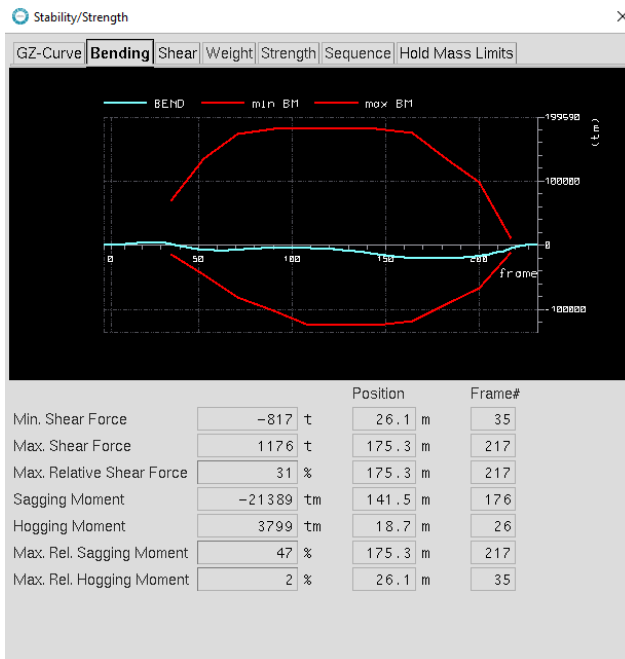 Stability/Strength
GZ-Curve Bending Shear Weight Strength Sequence Hold Mass Limits
BEND min BM max BM
199590
(tm)
100000
0
0 50 100 150 200
frame
-100000
Position Frame#
Min. Shear Force -817 t 26.1 m 35
Max. Shear Force 1176 t 175.3 m 217
Max. Relative Shear Force 31 % 175.3 m 217
Sagging Moment -21389 tm 141.5 m 176
Hogging Moment 3799 tm 18.7 m 26
Max. Rel. Sagging Moment 47 % 175.3 m 217
Max. Rel. Hogging Moment 2 % 26.1 m 35